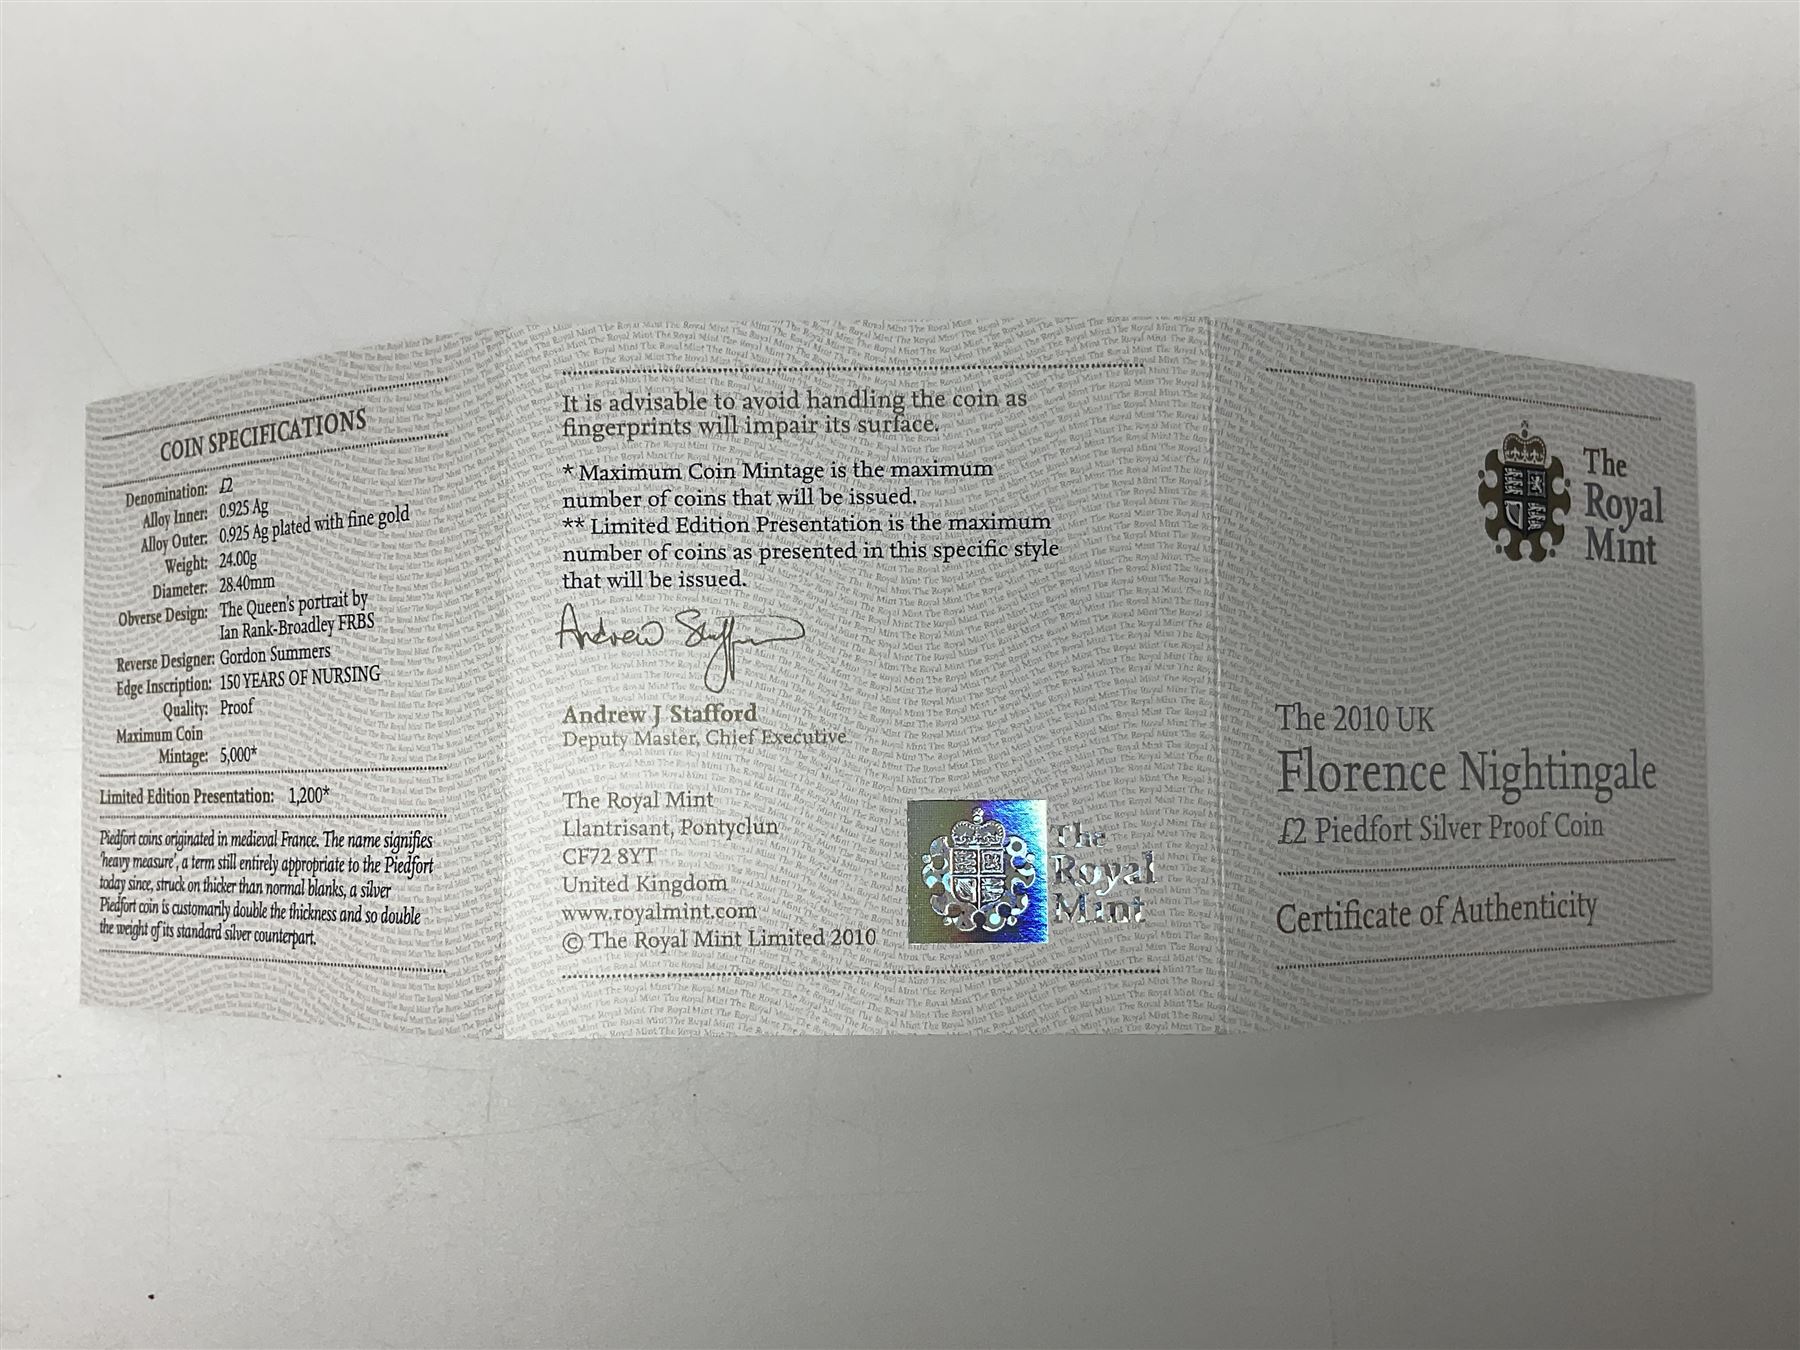 COIN SPECIFICATIONS
Denomination: £2
Alloy Inner: 0.925 Ag
Alloy Outer: 0.925 Ag plated with fine gold
Weight: 24.00g
Diameter: 28.40mm
Obverse Design: The Queen's portrait by
Ian Rank-Broadley FRBS
Reverse Designer: Gordon Summers
Edge Inscription: 150 YEARS OF NURSING
Quality: Proof
Maximum Coin
Mintage: 5,000*
Limited Edition Presentation: 1,200*
Piedfort coins originated in medieval France. The name signifies
'heavy measure', a term still entirely appropriate to the Piedfort
today since, struck on thicker than normal blanks, a silver
Piedfort coin is customarily double the thickness and so double
the weight of its standard silver counterpart.
It is advisable to avoid handling the coin as
fingerprints will impair its surface.
* Maximum Coin Mintage is the maximum
number of coins that will be issued.
** Limited Edition Presentation is the maximum
number of coins as presented in this specific style
that will be issued.
Andrew Stafford
Andrew J Stafford
Deputy Master, Chief Executive
The Royal Mint
Llantrisant, Pontyclun
CF72 8YT
United Kingdom
www.royalmint.com
© The Royal Mint Limited 2010
The
Royal
Mint
The
Royal
Mint
The 2010 UK
Florence Nightingale
£2 Piedfort Silver Proof Coin
Certificate of Authenticity